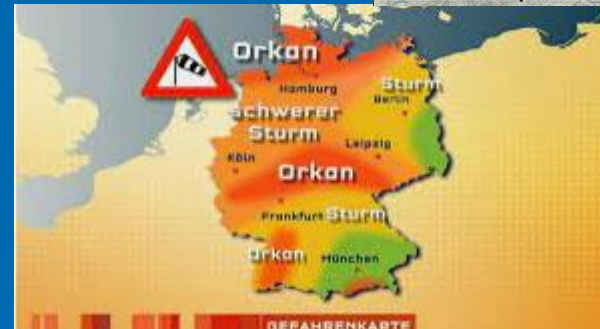 Orkan
Hamburg
Sturm
Berlin
schwerer
Sturm
Leipzig
Köln
Orkan
Frankfurt
Sturm
Orkan
München
GEFAHRENKARTE